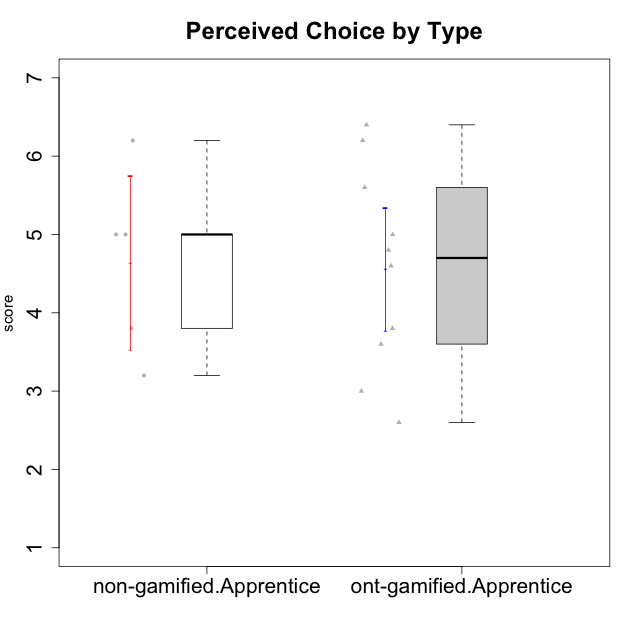 Perceived Choice by Type
7
6
5
4
3
2
1
score
non-gamified.Apprentice
ont-gamified.Apprentice